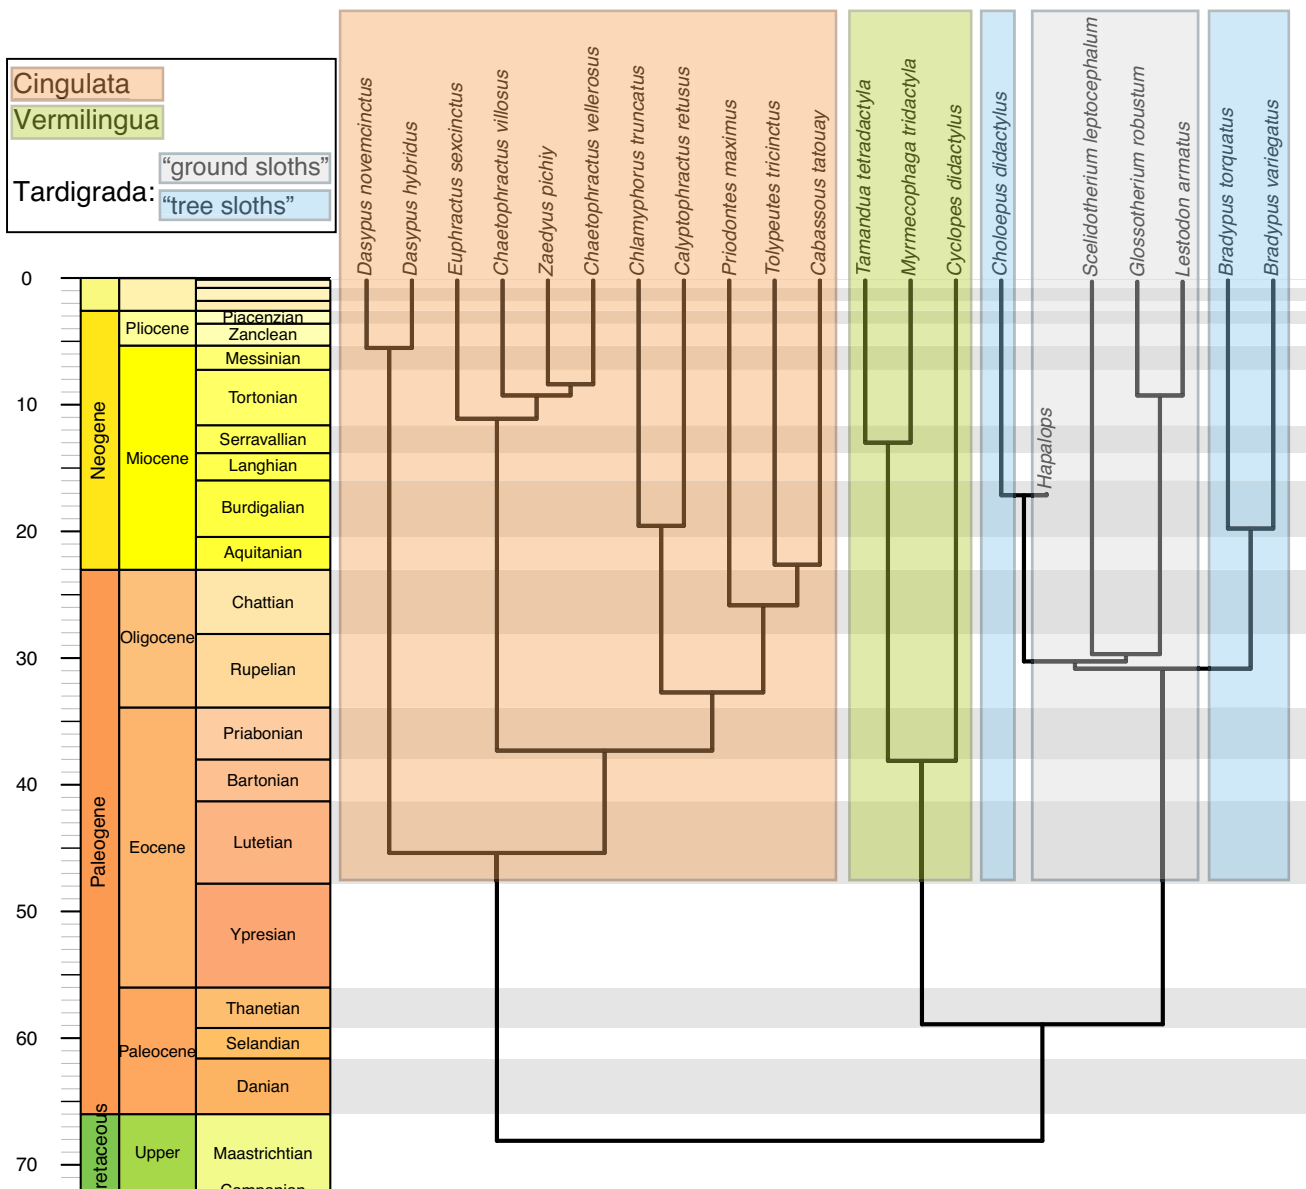 Cingulata
Vermilingua
Tardigrada:
“ground sloths”
“tree sloths”
Dasypus novemcinctus
Dasypus hybridus
Euphractus sexcinctus
Chaetophractus villosus
Zaedyus pichiy
Chaetophractus vellerosus
Chlamyphorus truncatus
Calyptophractus retusus
Priodontes maximus
Tolypeutes tricinctus
Cabassous tatouay
Tamandua tetradactyla
Myrmecophaga tridactyla
Cyclopes didactylus
Choloepus didactylus
Hapalops
Scelidotherium leptocephalum
Glossotherium robustum
Lestodon armatus
Bradypus torquatus
Bradypus variegatus
0
10
20
30
40
50
60
70
Neogene
Paleogene
retaceous
Pliocene
Miocene
Oligocene
Eocene
Paleocene
Upper
Piacenzian
Zanclean
Messinian
Tortonian
Serravallian
Langhian
Burdigalian
Aquitanian
Chattian
Rupelian
Priabonian
Bartonian
Lutetian
Ypresian
Thanetian
Selandian
Danian
Maastrichtian